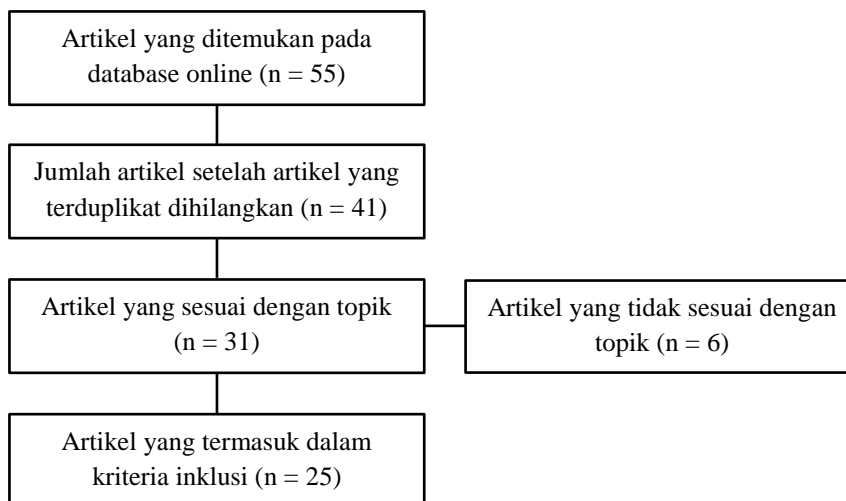 Artikel yang ditemukan pada
database online (n = 55)
Jumlah artikel setelah artikel yang
terduplikat dihilangkan (n = 41)
Artikel yang sesuai dengan topik
(n = 31)
Artikel yang tidak sesuai dengan
topik (n = 6)
Artikel yang termasuk dalam
kriteria inklusi (n = 25)